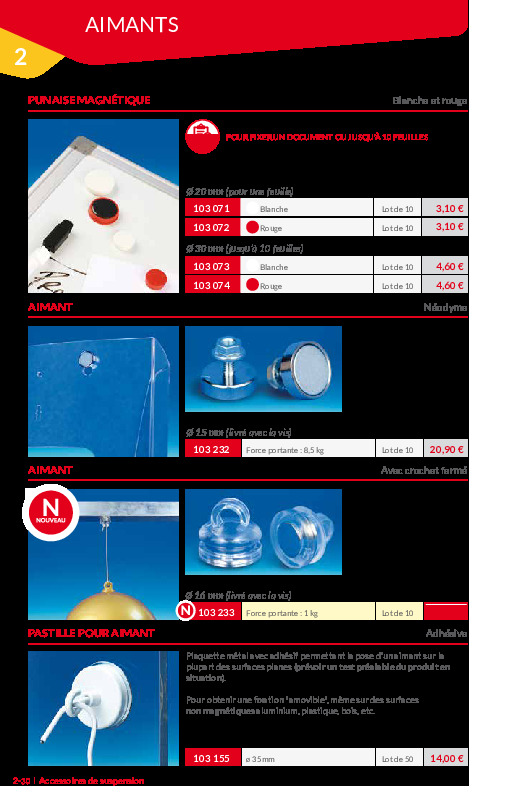 AIMANTS
2
PUNAISE MAGNÉTIQUE Blanche et rouge
POUR FIXER UN DOCUMENT OU JUSQU'À 10 FEUILLES
Ø 20 mm (pour une feuille)
103 071 Blanche Lot de 10 3,10 €
103 072 Rouge Lot de 10 3,10 €
Ø 30 mm (jusqu'à 10 feuilles)
103 073 Blanche Lot de 10 4,60 €
103 074 Rouge Lot de 10 4,60 €
AIMANT Néodyme
Ø 15 mm (livré avec la vis)
103 232 Force portante : 8,5 kg Lot de 10 20,90 €
AIMANT Avec crochet fermé
N
NOUVEAU
Ø 16 mm (livré avec la vis)
N 103 233 Force portante : 1 kg Lot de 10
PASTILLE POUR AIMANT Adhésive
Plaquette métal avec adhésif permettant la pose d'un aimant sur la
plupart des surfaces planes (prévoir un test préalable du produit en
situation).
Pour obtenir une fixation "amovible", même sur des surfaces
non magnétiques aluminium, plastique, bois, etc.
103 155 ø 35 mm Lot de 50 14,00 €
2-30 I Accessoires de suspension